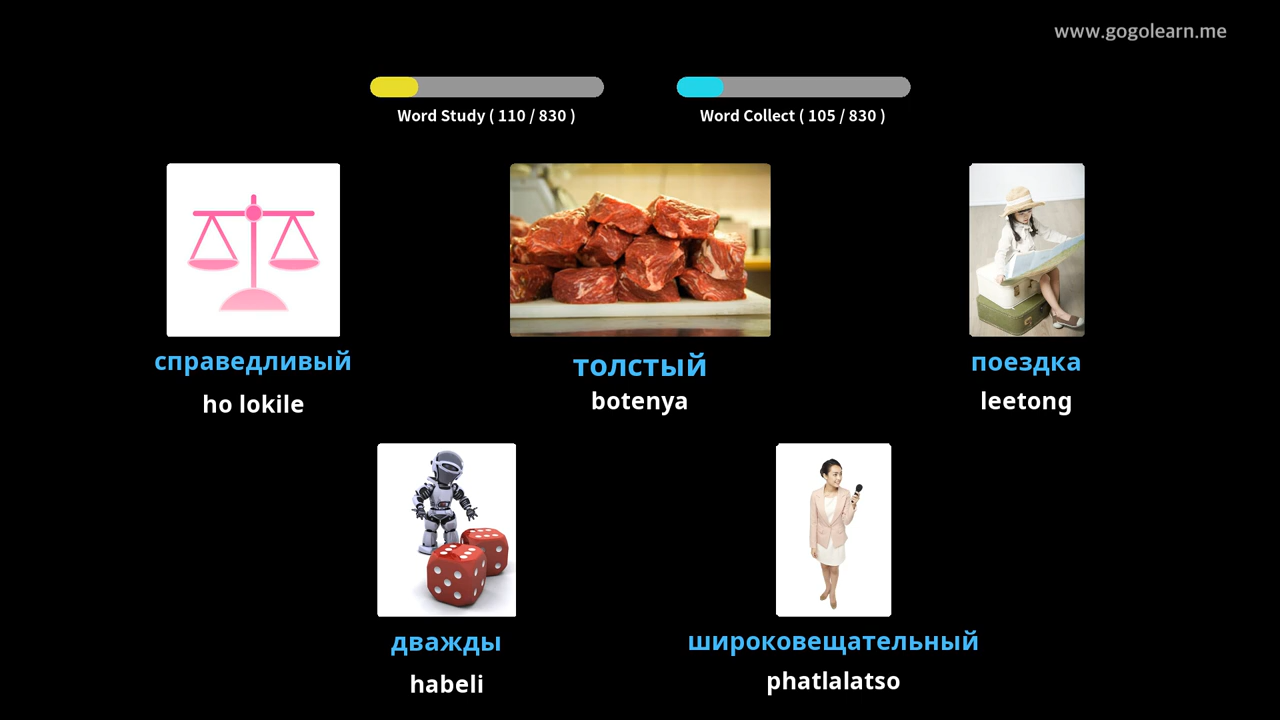 www.gogolearn.me
Word Study ( 110 / 830 )
Word Collect ( 105 / 830 )
справедливый
ho lokile
толстый
botenya
поездка
leetong
дважды
habeli
широковещательный
phatlalatso